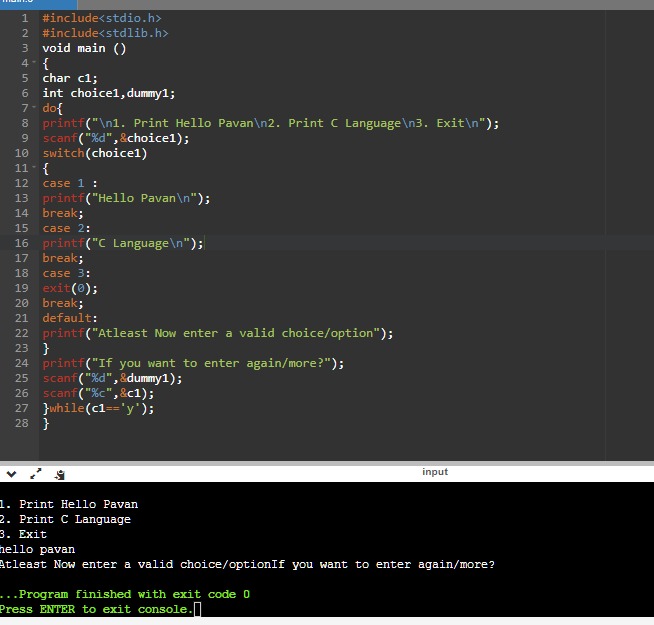 1 #include<stdio.h>
2 #include<stdlib.h>
3 void main ()
4 {
5 char c1;
6 int choice1,dummy1;
7 do{
8 printf("\n1. Print Hello Pavan\n2. Print C Language\n3. Exit\n");
9 scanf("%d",&choice1);
10 switch(choice1)
11 {
12 case 1 :
13 printf("Hello Pavan\n");
14 break;
15 case 2:
16 printf("C Language\n");
17 break;
18 case 3:
19 exit(0);
20 break;
21 default:
22 printf("Atleast Now enter a valid choice/option");
23 }
24 printf("If you want to enter again/more?");
25 scanf("%d",&dummy1);
26 scanf("%c",&c1);
27 }while(c1=='y');
28 }
input
1. Print Hello Pavan
2. Print C Language
3. Exit
hello pavan
Atleast Now enter a valid choice/optionIf you want to enter again/more?
...Program finished with exit code 0
Press ENTER to exit console.